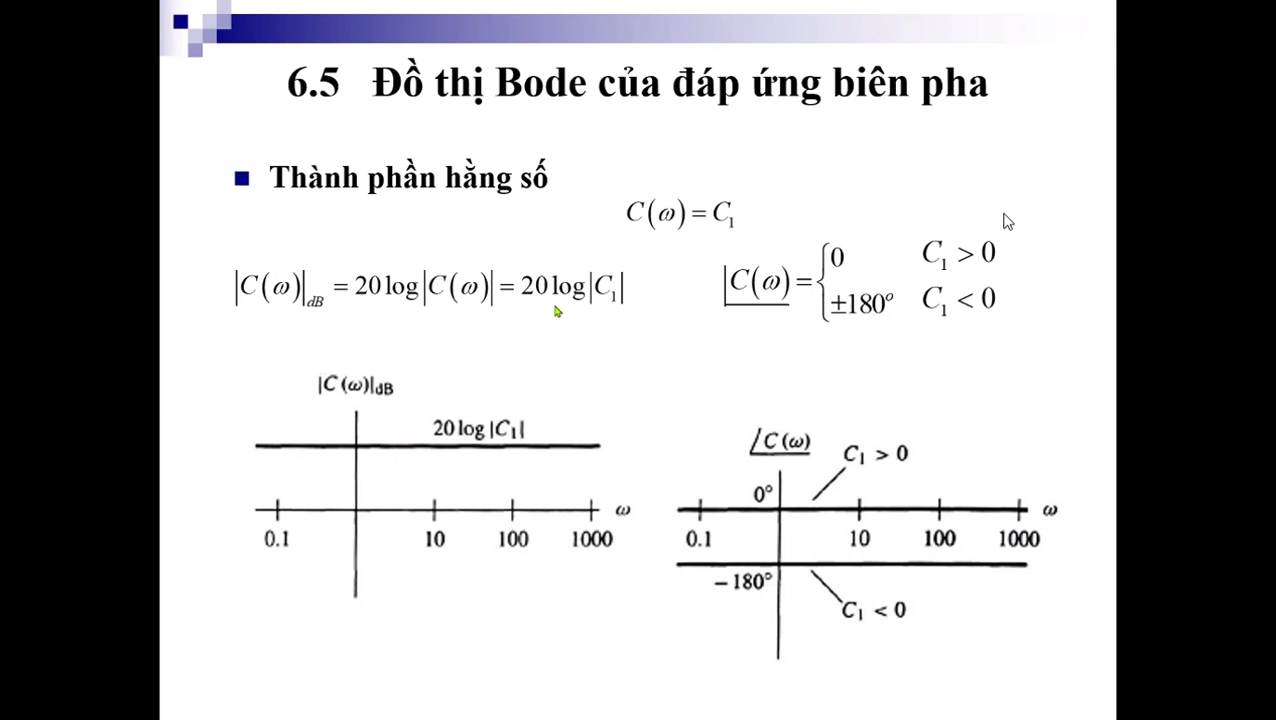 6.5 Đồ thị Bode của đáp ứng biên pha
Thành phần hằng số
C(ω) = C₁
|C(ω)|dB = 20 log|C(ω)| = 20 log|C₁|
|C(ω) = { 0 C₁ > 0
±180° C₁ < 0
|C(ω)|dB
20 log |C₁|
0.1 10 100 1000 ω
/C(ω)
C₁ > 0
0°
0.1 10 100 1000 ω
−180°
C₁ < 0